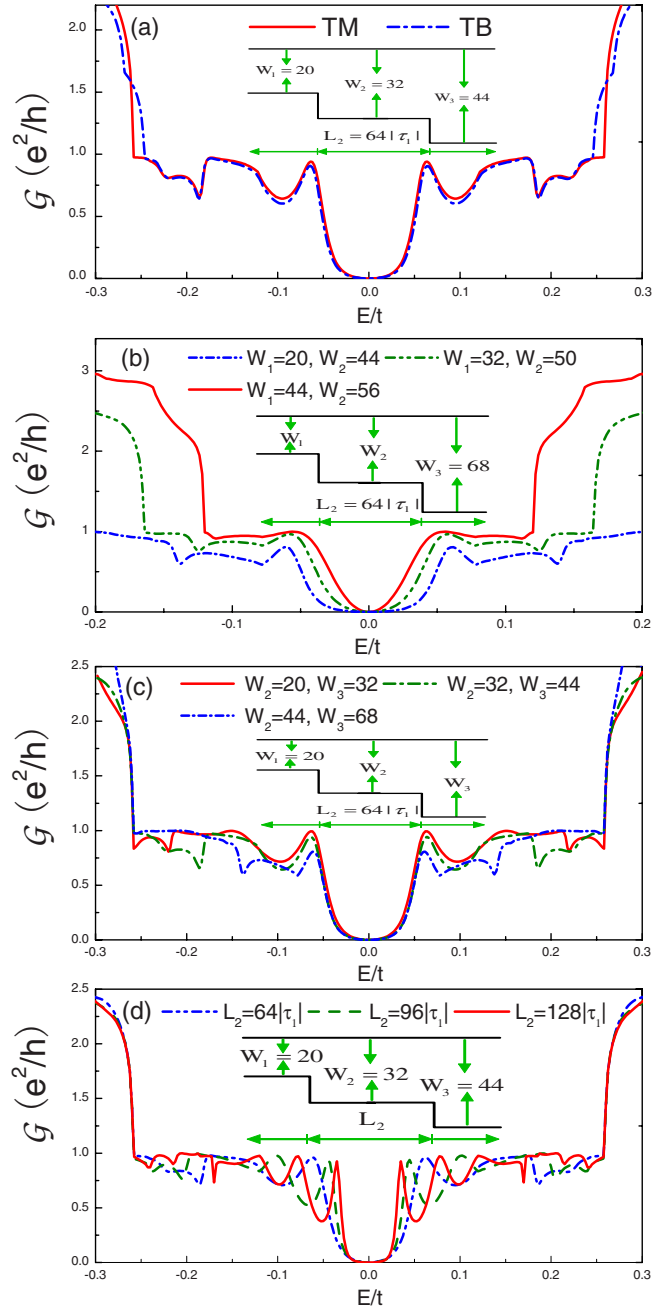 (a) TM TB
W₁ = 20
W₂ = 32
W₃ = 44
L₂ = 64|τ₁|
𝒢 (e²/h)
2.0
1.5
1.0
0.5
0.0
-0.3 -0.2 -0.1 0.0 0.1 0.2 0.3
E/t
(b) W₁=20, W₂=44 W₁=32, W₂=50
W₁=44, W₂=56
W₁
W₂
W₃ = 68
L₂ = 64|τ₁|
𝒢 (e²/h)
3
2
1
0
-0.2 -0.1 0.0 0.1 0.2
E/t
(c) W₂=20, W₃=32 W₂=32, W₃=44
W₂=44, W₃=68
W₁ = 20
W₂
W₃
L₂ = 64|τ₁|
𝒢 (e²/h)
2.5
2.0
1.5
1.0
0.5
0.0
-0.3 -0.2 -0.1 0.0 0.1 0.2 0.3
E/t
(d) L₂=64|τ₁| L₂=96|τ₁| L₂=128|τ₁|
W₁ = 20
W₂ = 32
W₃ = 44
L₂
𝒢 (e²/h)
2.5
2.0
1.5
1.0
0.5
0.0
-0.3 -0.2 -0.1 0.0 0.1 0.2 0.3
E/t